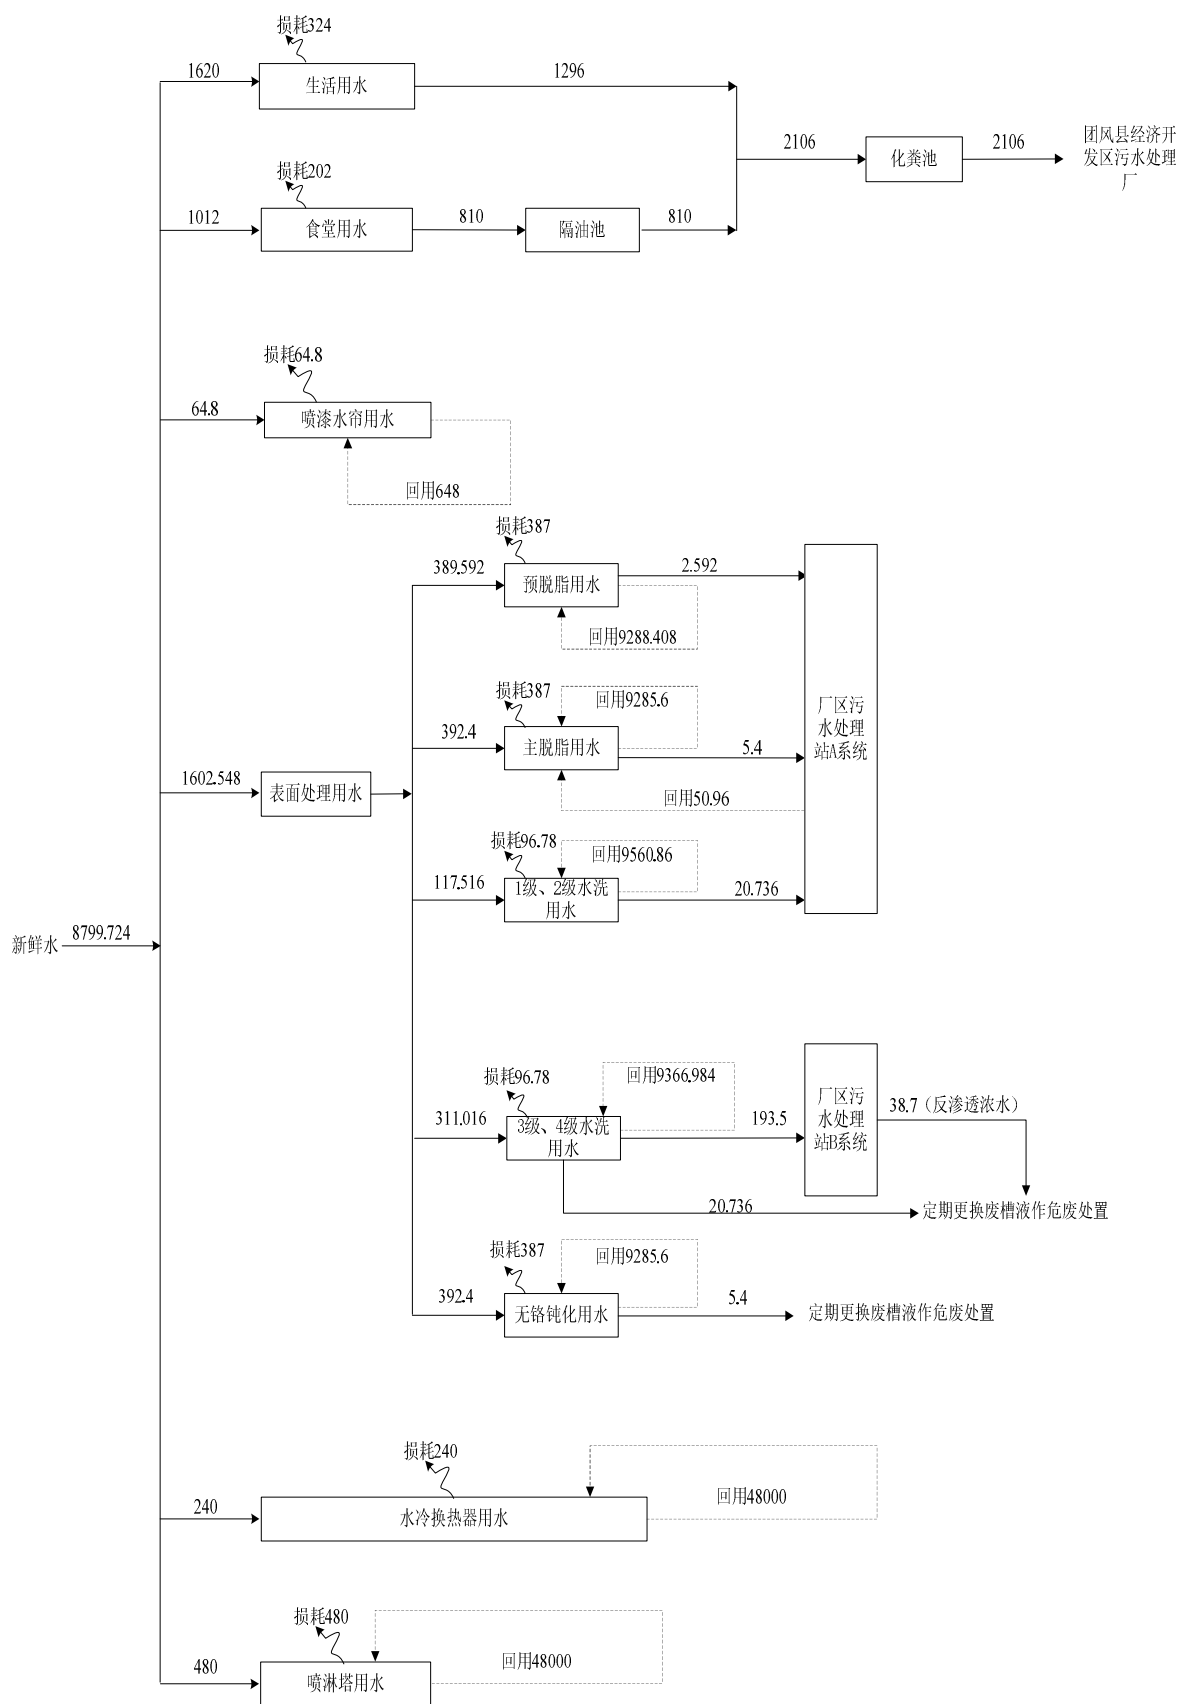 损耗324
1620
生活用水
1296
2106
化粪池
2106
团风县经济开
发区污水处理
厂
损耗202
1012
食堂用水
810
隔油池
810
损耗64.8
64.8
喷漆水帘用水
回用648
损耗387
389.592
预脱脂用水
2.592
回用9288.408
损耗387
回用9285.6
392.4
主脱脂用水
5.4
回用50.96
厂区污
水处理
站A系统
1602.548
表面处理用水
损耗96.78
回用9560.86
117.516
1级、2级水洗
用水
20.736
新鲜水
8799.724
损耗96.78
回用9366.984
311.016
3级、4级水洗
用水
193.5
厂区污
水处理
站B系统
38.7（反渗透浓水）
20.736
定期更换废槽液作危废处置
损耗387
回用9285.6
392.4
无铬钝化用水
5.4
定期更换废槽液作危废处置
损耗240
240
水冷换热器用水
回用48000
损耗480
480
喷淋塔用水
回用48000